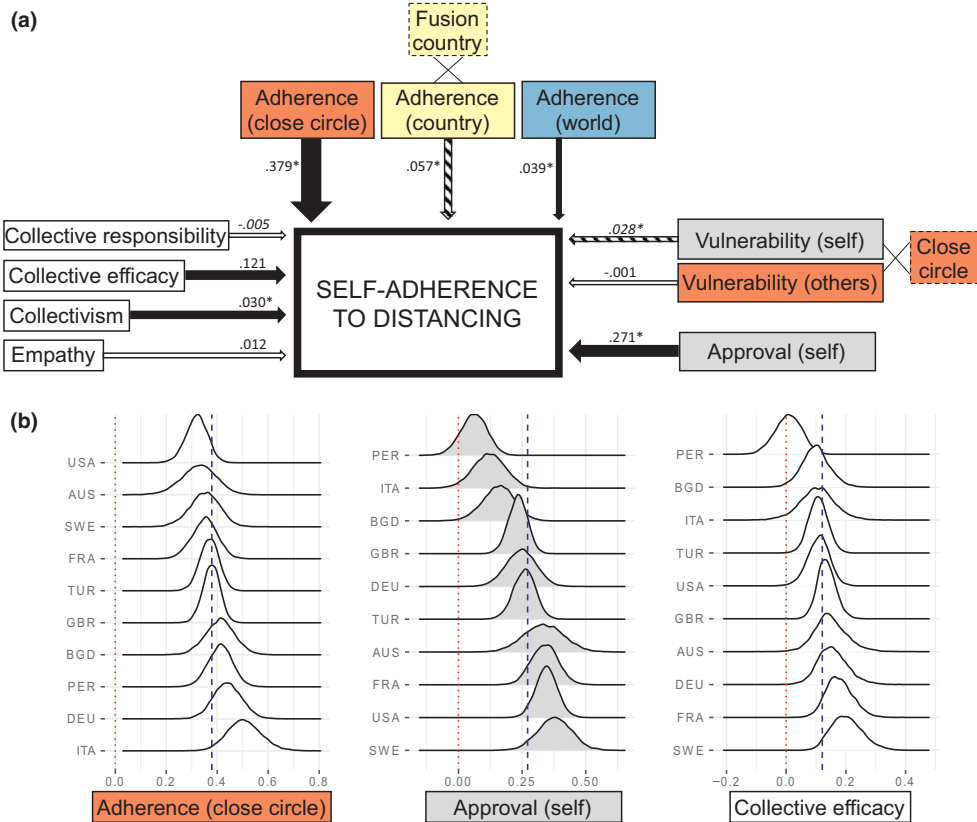 (a)
Fusion
country
Adherence
(close circle)
Adherence
(country)
Adherence
(world)
.379*
.057*
.039*
Collective responsibility
-.005
Collective efficacy
.121
Collectivism
.030*
Empathy
.012
SELF-ADHERENCE
TO DISTANCING
.028*
Vulnerability (self)
-.001
Vulnerability (others)
Close
circle
.271*
Approval (self)
(b)
USA
AUS
SWE
FRA
TUR
GBR
BGD
PER
DEU
ITA
0.0 0.2 0.4 0.6 0.8
Adherence (close circle)
PER
ITA
BGD
GBR
DEU
TUR
AUS
FRA
USA
SWE
0.00 0.25 0.50
Approval (self)
PER
BGD
ITA
TUR
USA
GBR
AUS
DEU
FRA
SWE
−0.2 0.0 0.2 0.4
Collective efficacy